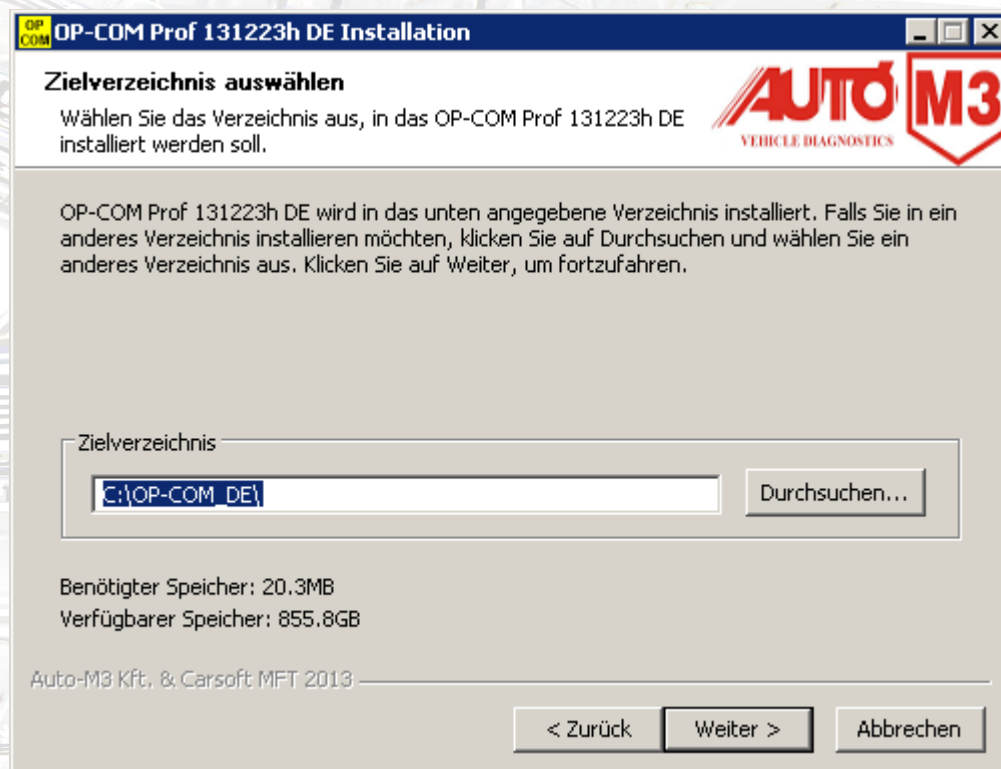 OP COM
OP-COM Prof 131223h DE Installation
Zielverzeichnis auswählen
Wählen Sie das Verzeichnis aus, in das OP-COM Prof 131223h DE
installiert werden soll.
AUTÓ M3
VEHICLE DIAGNOSTICS
OP-COM Prof 131223h DE wird in das unten angegebene Verzeichnis installiert. Falls Sie in ein
anderes Verzeichnis installieren möchten, klicken Sie auf Durchsuchen und wählen Sie ein
anderes Verzeichnis aus. Klicken Sie auf Weiter, um fortzufahren.
Zielverzeichnis
C:\OP-COM_DE\
Durchsuchen...
Benötigter Speicher: 20.3MB
Verfügbarer Speicher: 855.8GB
Auto-M3 Kft. & Carsoft MFT 2013
< Zurück
Weiter >
Abbrechen